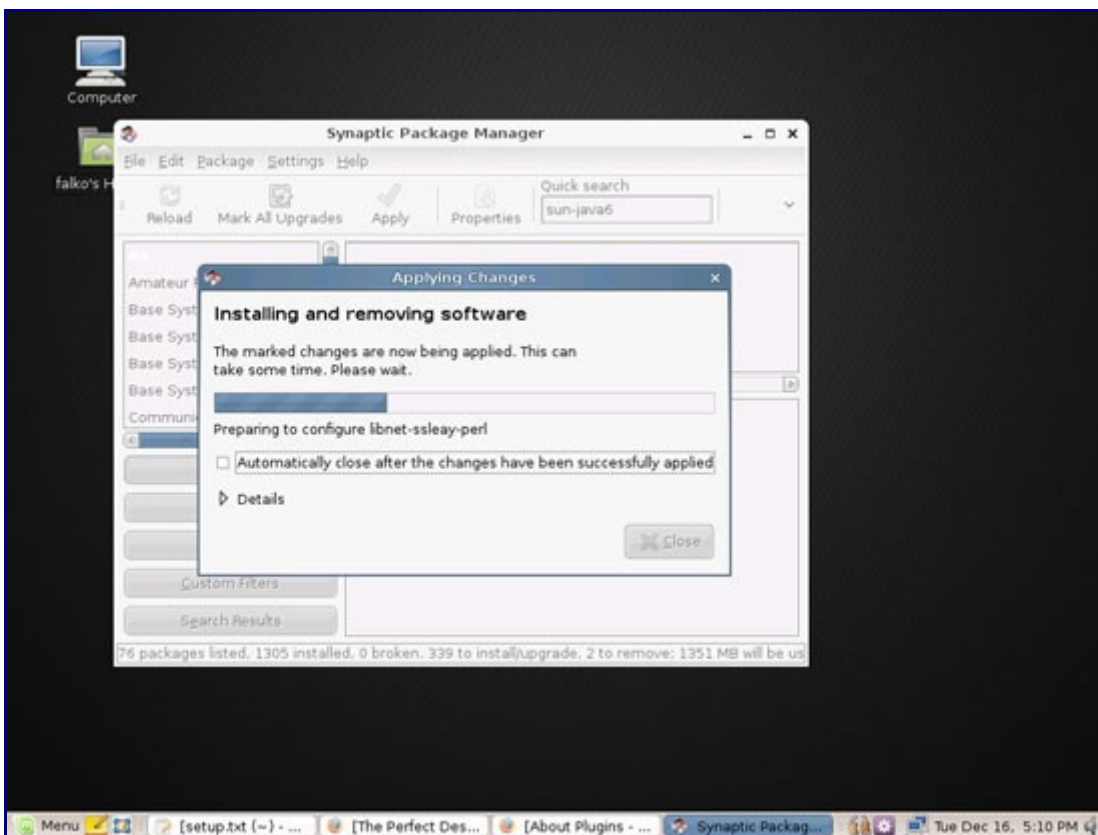 Computer
falko's H
Synaptic Package Manager
File Edit Package Settings Help
Reload Mark All Upgrades Apply Properties
Quick search
sun-java6
Amateur
Base Syst
Base Syst
Base Syst
Base Syst
Communi
Applying Changes
Installing and removing software
The marked changes are now being applied. This can
take some time. Please wait.
Preparing to configure libnet-ssleay-perl
Automatically close after the changes have been successfully applied
Details
Close
Custom Filters
Search Results
76 packages listed, 1305 installed, 0 broken. 339 to install/upgrade, 2 to remove; 1351 MB will be us
Menu [setup.txt (~) - ... [The Perfect Des... [About Plugins - ... Synaptic Packag... Tue Dec 16, 5:10 PM